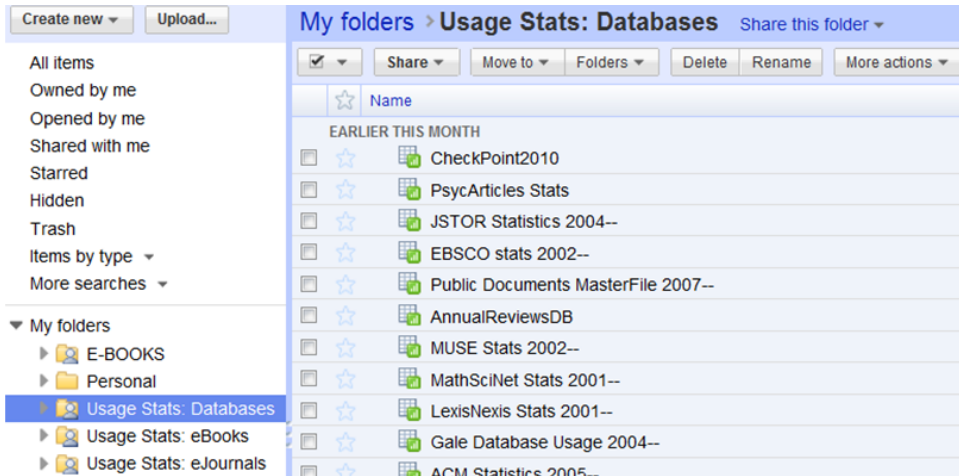 Create new
Upload...
All items
Owned by me
Opened by me
Shared with me
Starred
Hidden
Trash
Items by type
More searches
My folders
E-BOOKS
Personal
Usage Stats: Databases
Usage Stats: eBooks
Usage Stats: eJournals
My folders > Usage Stats: Databases Share this folder
Share Move to Folders Delete Rename More actions
Name
EARLIER THIS MONTH
CheckPoint2010
PsycArticles Stats
JSTOR Statistics 2004--
EBSCO stats 2002--
Public Documents MasterFile 2007--
AnnualReviewsDB
MUSE Stats 2002--
MathSciNet Stats 2001--
LexisNexis Stats 2001--
Gale Database Usage 2004--
ACM Statistics 2005--